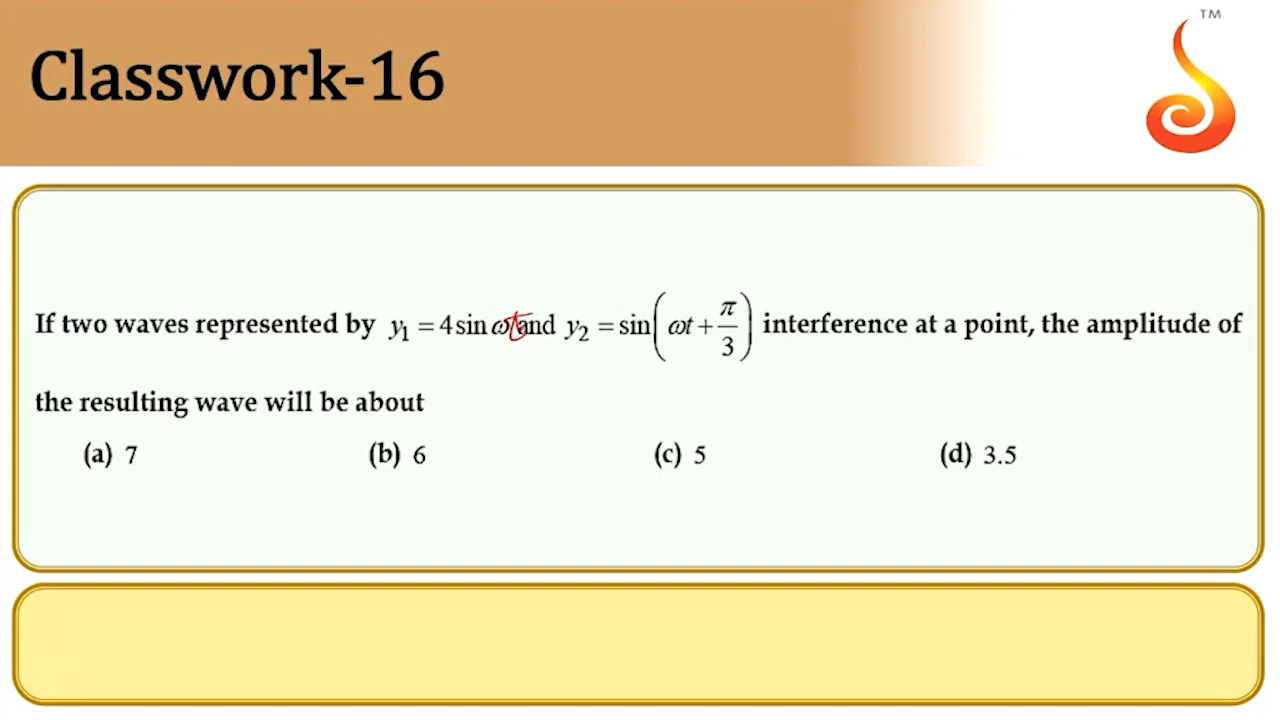 TM
Classwork-16
If two waves represented by y₁ = 4 sin ωt and y₂ = sin(ωt + π/3) interference at a point, the amplitude of
the resulting wave will be about
(a) 7 (b) 6 (c) 5 (d) 3.5